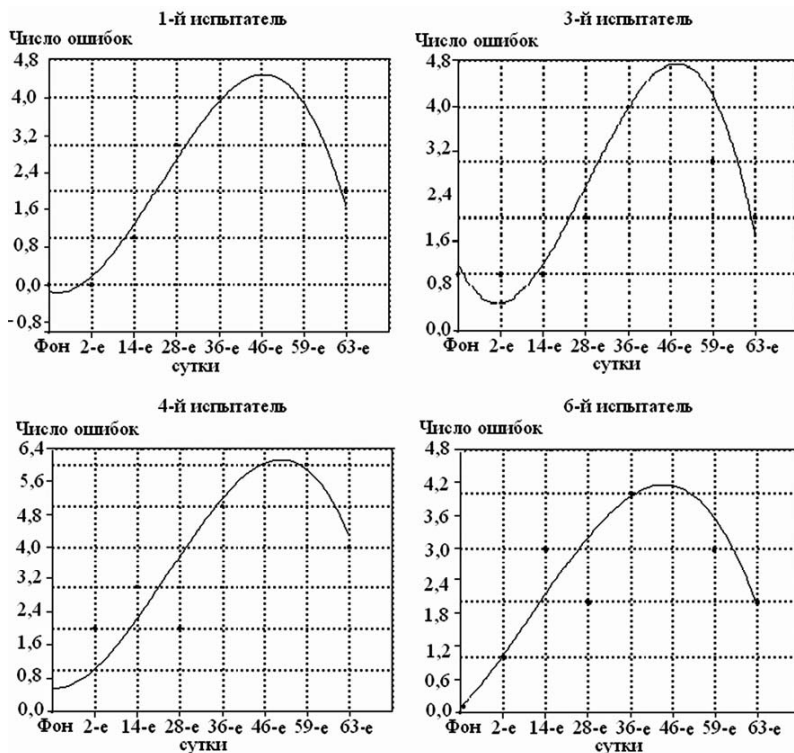 1-й испытатель
Число ошибок
4,8
4,0
3,2
2,4
1,6
0,8
0,0
-0,8
Фон 2-е 14-е 28-е 36-е 46-е 59-е 63-е
сутки
3-й испытатель
Число ошибок
4,8
4,0
3,2
2,4
1,6
0.8
0.0
Фон 2-е 14-е 28-е 36-е 46-е 59-е 63-е
сутки
4-й испытатель
Число ошибок
6,4
5,6
4,8
4,0
3,2
2,4
1,6
0,8
0,0
Фон 2-е 14-е 28-е 36-е 46-е 59-е 63-е
сутки
6-й испытатель
Число ошибок
4,8
4,2
3,6
3,0
2,4
1,8
1,2
0,6
0,0
Фон 2-е 14-е 28-е 36-е 46-е 59-е 63-е
сутки